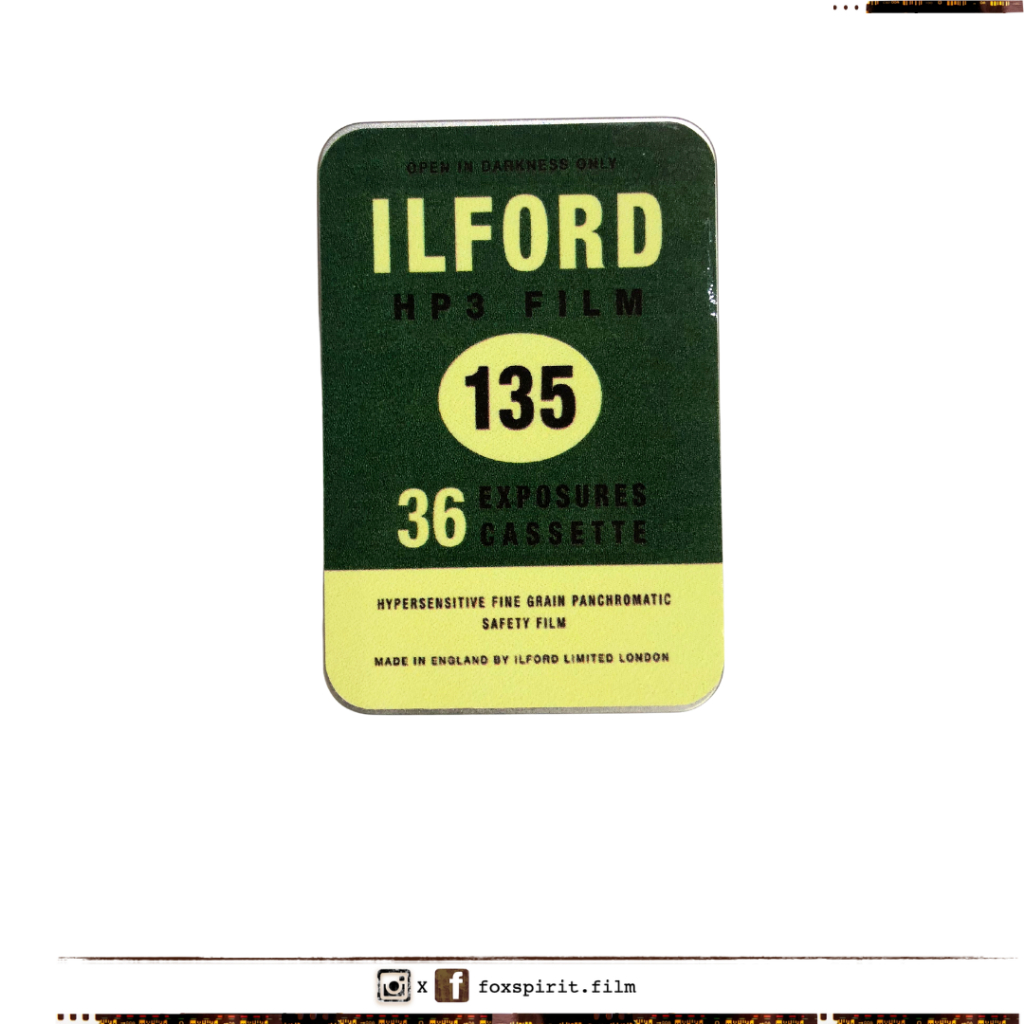 OPEN IN DARKNESS ONLY
ILFORD
HP3 FILM
135
36 EXPOSURES
CASSETTE
HYPERSENSITIVE FINE GRAIN PANCHROMATIC
SAFETY FILM
MADE IN ENGLAND BY ILFORD LIMITED LONDON
X foxspirit.film